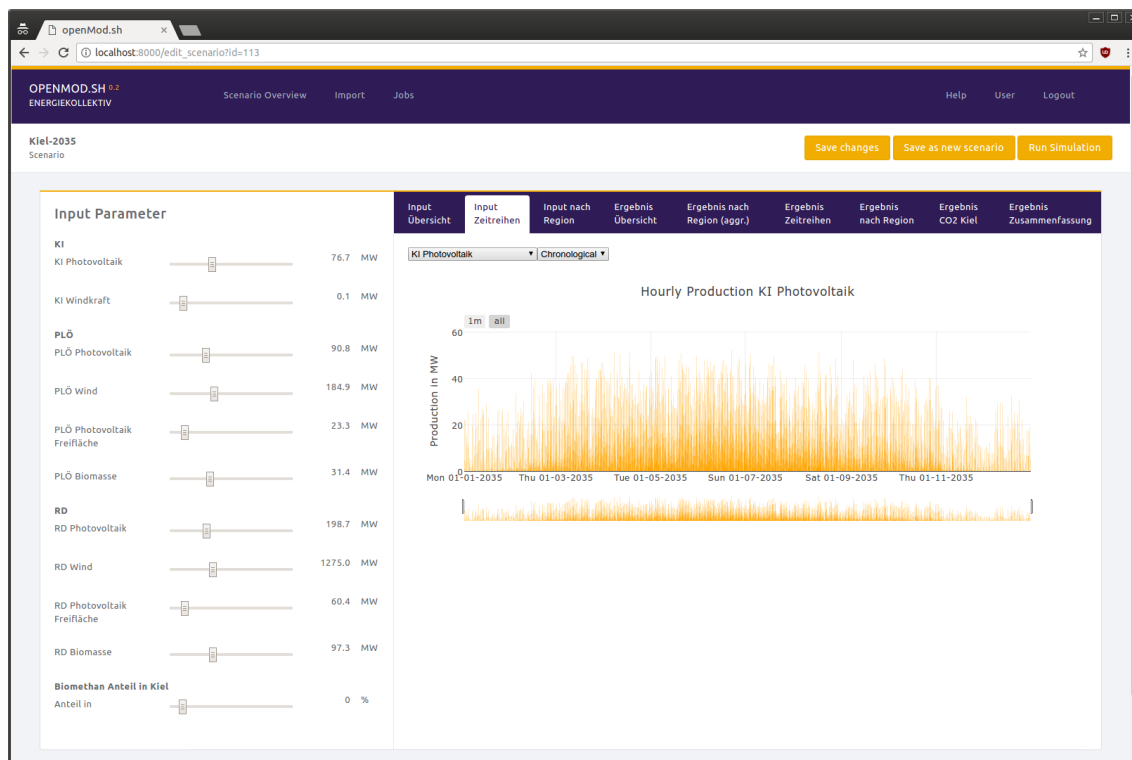 openMod.sh ×
localhost:8000/edit_scenario?id=113
OPENMOD.SH 0.2
ENERGIEKOLLEKTIV
Scenario Overview Import Jobs
Help User Logout
Kiel-2035
Scenario
Save changes Save as new scenario Run Simulation
Input Parameter
KI
KI Photovoltaik 76.7 MW
KI Windkraft 0.1 MW
PLÖ
PLÖ Photovoltaik 90.8 MW
PLÖ Wind 184.9 MW
PLÖ Photovoltaik 23.3 MW
Freifläche
PLÖ Biomasse 31.4 MW
RD
RD Photovoltaik 198.7 MW
RD Wind 1275.0 MW
RD Photovoltaik 60.4 MW
Freifläche
RD Biomasse 97.3 MW
Biomethan Anteil in Kiel
Anteil in 0 %
Input Input Input nach Ergebnis Ergebnis nach Ergebnis Ergebnis Ergebnis Ergebnis
Übersicht Zeitreihen Region Übersicht Region (aggr.) Zeitreihen nach Region CO2 Kiel Zusammenfassung
KI Photovoltaik Chronological
Hourly Production KI Photovoltaik
1m all
60
40
20
0
Production in MW
Mon 01-01-2035 Thu 01-03-2035 Tue 01-05-2035 Sun 01-07-2035 Sat 01-09-2035 Thu 01-11-2035